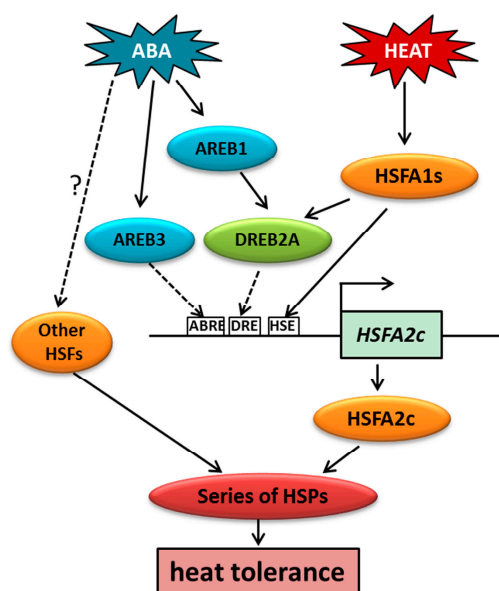 ABA
HEAT
?
AREB1
HSFA1s
AREB3
DREB2A
ABRE
DRE
HSE
HSFA2c
Other
HSFs
HSFA2c
Series of HSPs
heat tolerance